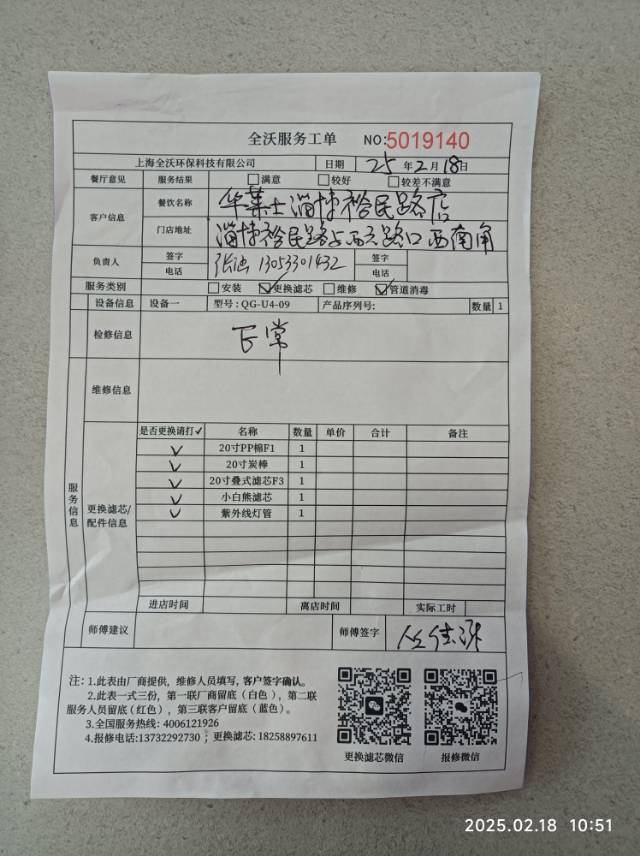 全沃服务工单 NO:5019140
上海全沃环保科技有限公司 日期 25年2月18日
餐厅意见 服务结果 □满意 □较好 □较差不满意
客户信息 餐饮名称 华莱士淄博裕民路店
门店地址 淄博裕民路与西六路口西南角
负责人 签字 签字
电话 13053301432 电话
服务类别 □安装 ☑更换滤芯 □维修 ☑管道消毒
设备信息 设备一 型号:QG-U4-09 产品序列号: 数量 1
检修信息 正常
维修信息
服务信息
更换滤芯/配件信息
是否更换请打✓ 名称 数量 单价 合计 备注
✓ 20寸PP棉F1 1
✓ 20寸炭棒 1
✓ 20寸叠式滤芯F3 1
✓ 小白熊滤芯 1
✓ 紫外线灯管 1
进店时间 离店时间 实际工时
师傅建议 师傅签字
注: 1.此表由厂商提供, 维修人员填写, 客户签字确认。
2.此表一式三份, 第一联厂商留底(白色), 第二联
服务人员留底(红色), 第三联客户留底(蓝色)。
3.全国服务热线: 4006121926
4.报修电话:13732292730 ; 更换滤芯: 18258897611
更换滤芯微信 报修微信
2025.02.18 10:51